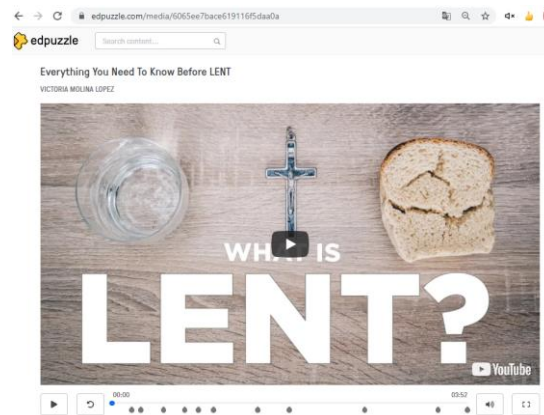 edpuzzle.com/media/6065ee7bace619116f5daa0a
edpuzzle
Search content...
Everything You Need To Know Before LENT
VICTORIA MOLINA LOPEZ
WHAT IS
LENT?
YouTube
00:00
03:52